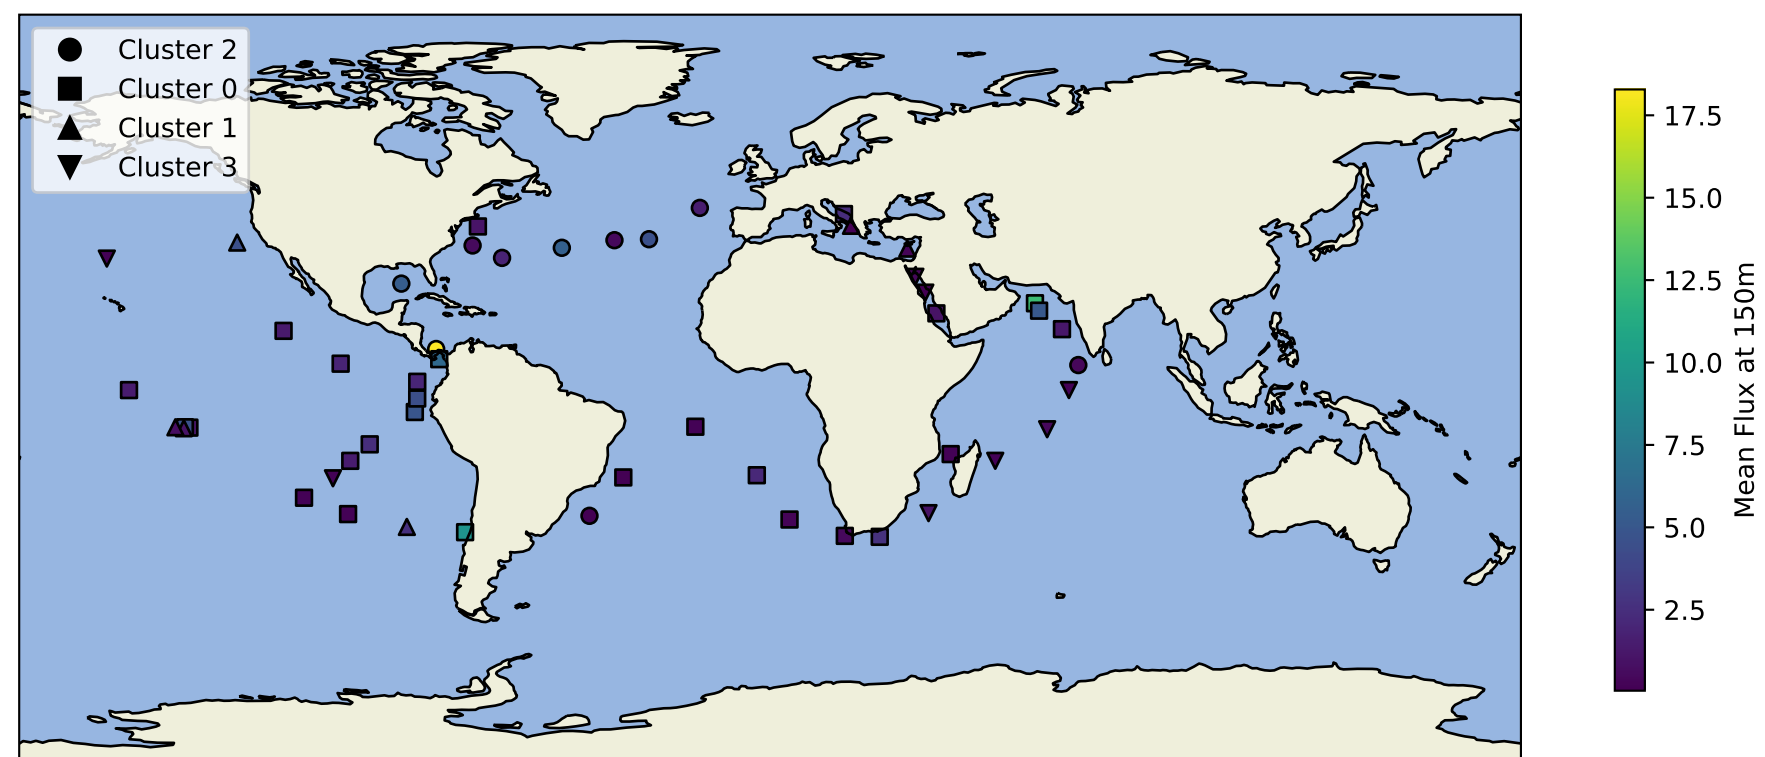 Cluster 2
Cluster 0
Cluster 1
Cluster 3
17.5
15.0
12.5
10.0
7.5
5.0
2.5
Mean Flux at 150m